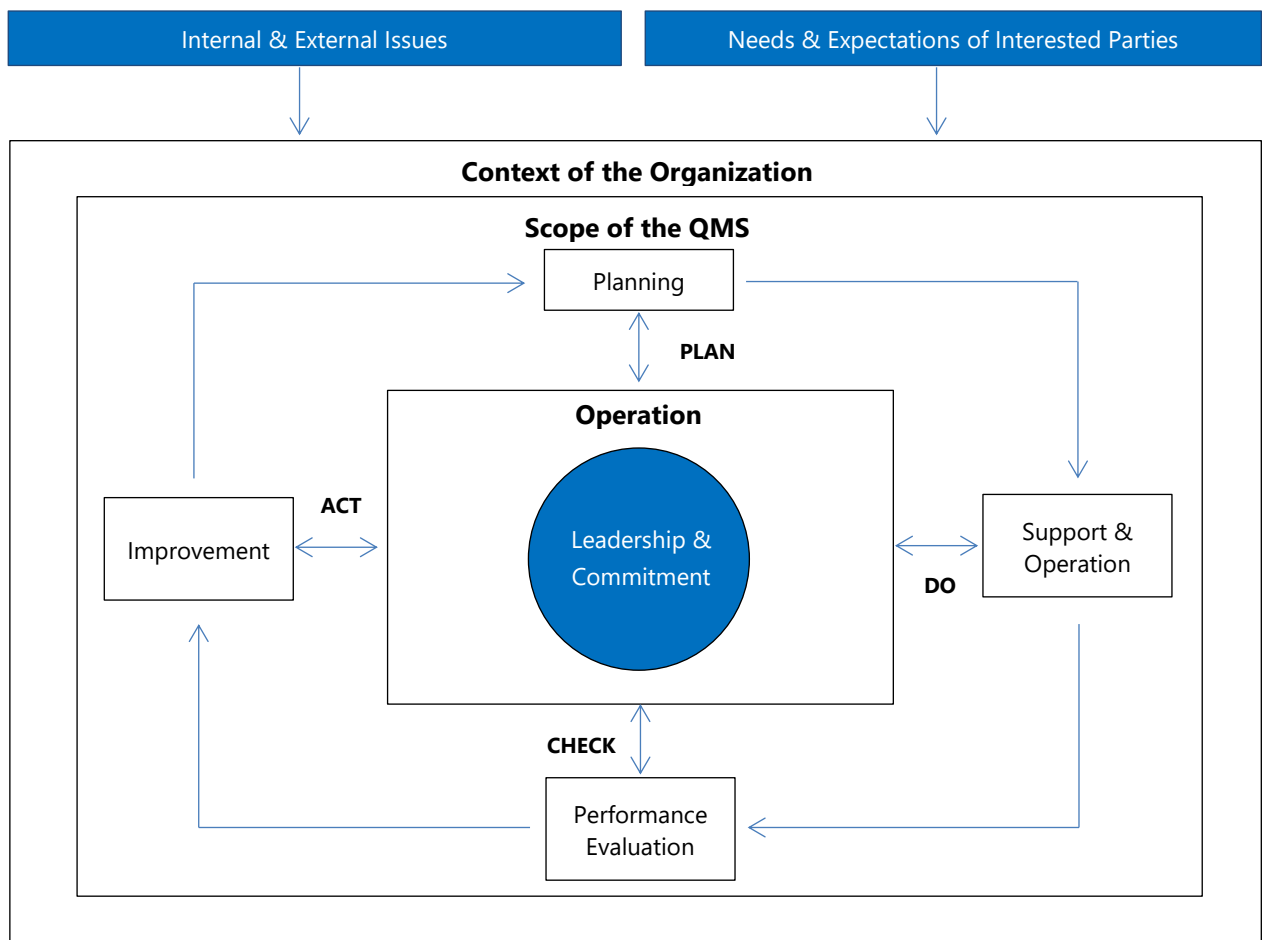 Internal & External Issues
Needs & Expectations of Interested Parties
Context of the Organization
Scope of the QMS
Planning
PLAN
Operation
ACT
Improvement
Leadership &
Commitment
Support &
Operation
DO
CHECK
Performance
Evaluation